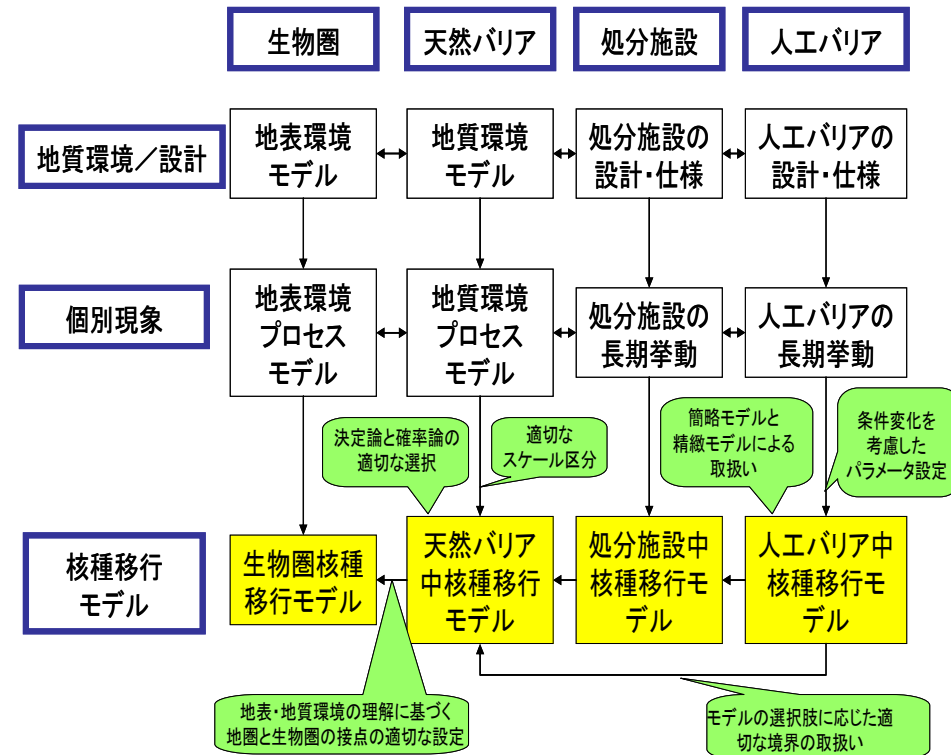 生物圏
天然バリア
処分施設
人工バリア
地質環境／設計
地表環境
モデル
地質環境
モデル
処分施設の
設計・仕様
人工バリアの
設計・仕様
個別現象
地表環境
プロセス
モデル
地質環境
プロセス
モデル
処分施設の
長期挙動
人工バリアの
長期挙動
決定論と確率論の
適切な選択
適切な
スケール区分
簡略モデルと
精緻モデルによる
取扱い
条件変化を
考慮した
パラメータ設定
核種移行
モデル
生物圏核種
移行モデル
天然バリア
中核種移行
モデル
処分施設中
核種移行モ
デル
人工バリア中
核種移行モ
デル
地表・地質環境の理解に基づく
地圏と生物圏の接点の適切な設定
モデルの選択肢に応じた適
切な境界の取扱い